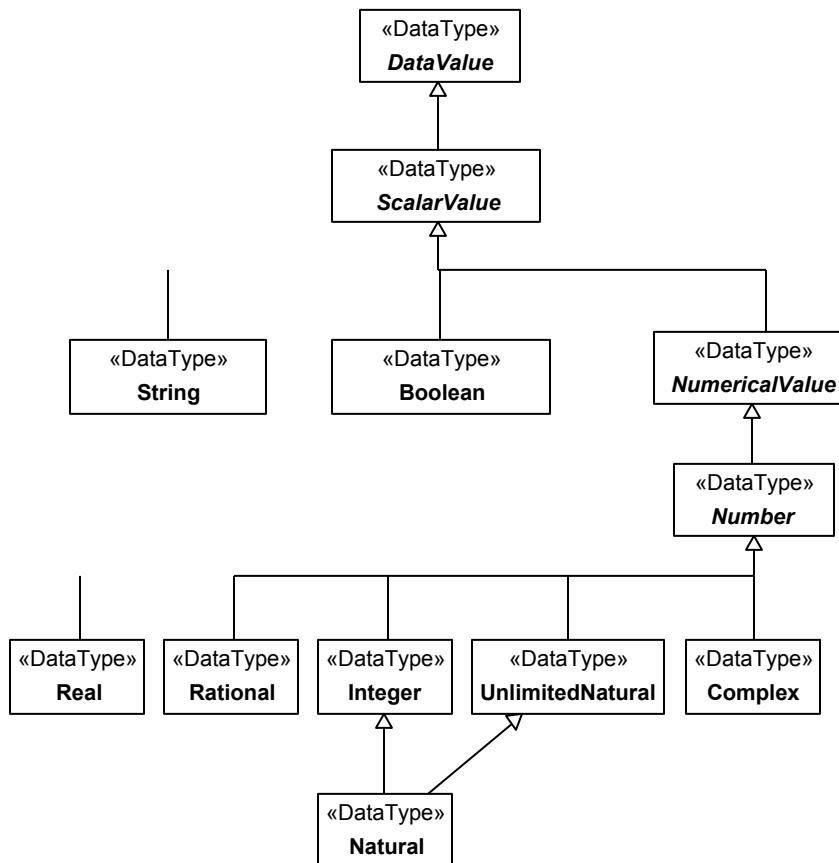 «DataType»
DataValue
«DataType»
ScalarValue
«DataType»
String
«DataType»
Boolean
«DataType»
NumericalValue
«DataType»
Number
«DataType»
Real
«DataType»
Rational
«DataType»
Integer
«DataType»
UnlimitedNatural
«DataType»
Complex
«DataType»
Natural